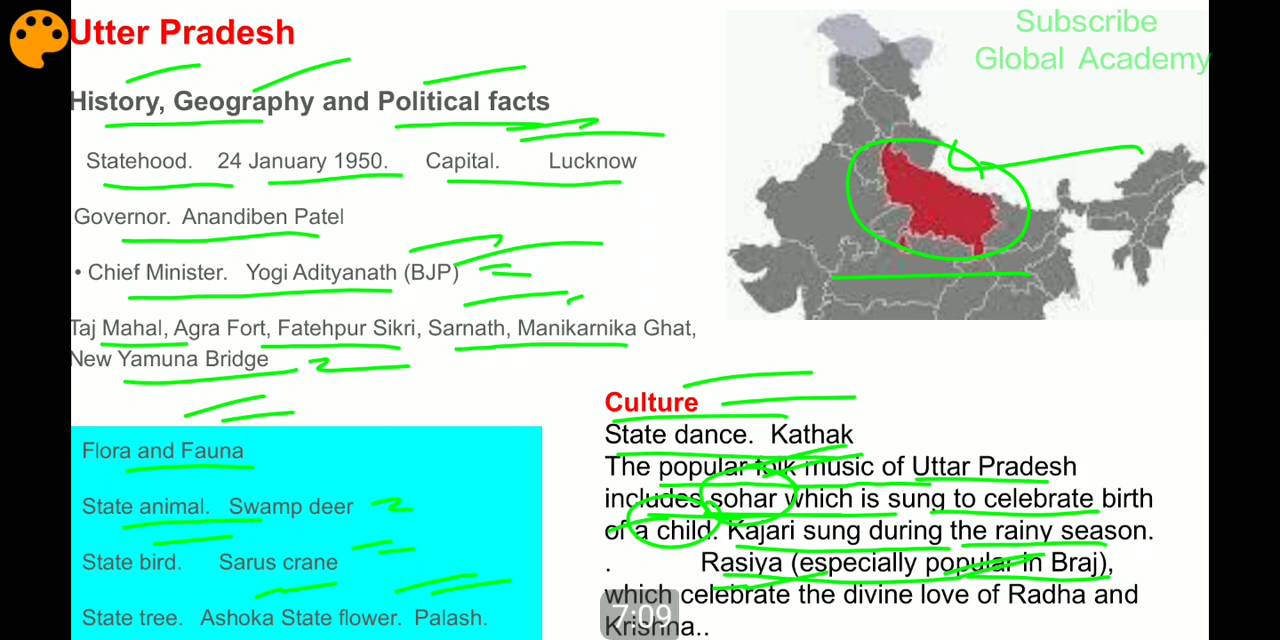 Utter Pradesh
Subscribe
Global Academy
History, Geography and Political facts
Statehood. 24 January 1950. Capital. Lucknow
Governor. Anandiben Patel
• Chief Minister. Yogi Adityanath (BJP)
Taj Mahal, Agra Fort, Fatehpur Sikri, Sarnath, Manikarnika Ghat,
New Yamuna Bridge
Flora and Fauna
State animal. Swamp deer
State bird. Sarus crane
State tree. Ashoka State flower. Palash.
Culture
State dance. Kathak
The popular folk music of Uttar Pradesh
includes sohar which is sung to celebrate birth
of a child. Kajari sung during the rainy season.
. Rasiya (especially popular in Braj),
which celebrate the divine love of Radha and
Krishna..
7:09